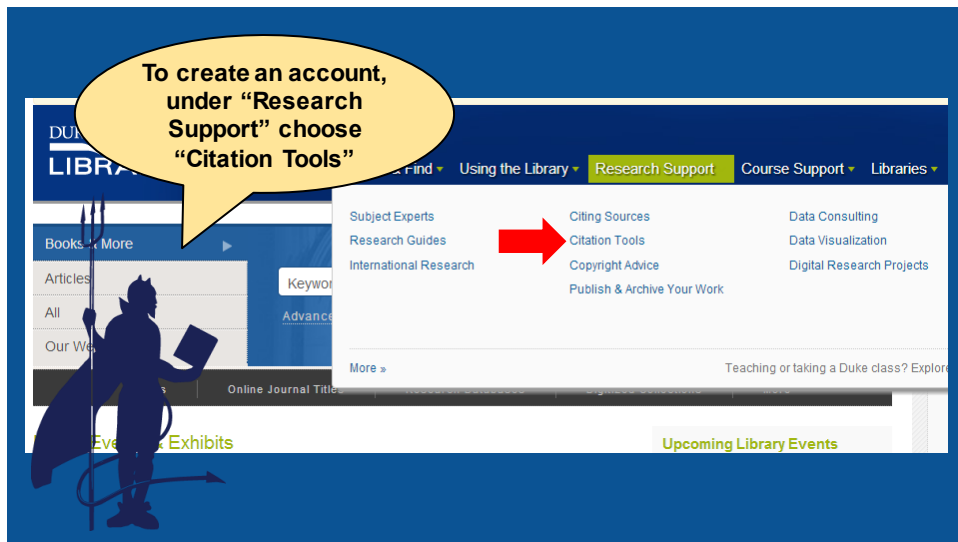 To create an account,
under “Research
Support” choose
“Citation Tools”
LIBRA
Find Using the Library Research Support Course Support Libraries
Subject Experts Citing Sources Data Consulting
Research Guides Citation Tools Data Visualization
International Research Copyright Advice Digital Research Projects
Publish & Archive Your Work
More » Teaching or taking a Duke class? Explore
Books & More
Articles
All
Our We
Keywor
Advance
Online Journal Titles
& Exhibits
Upcoming Library Events